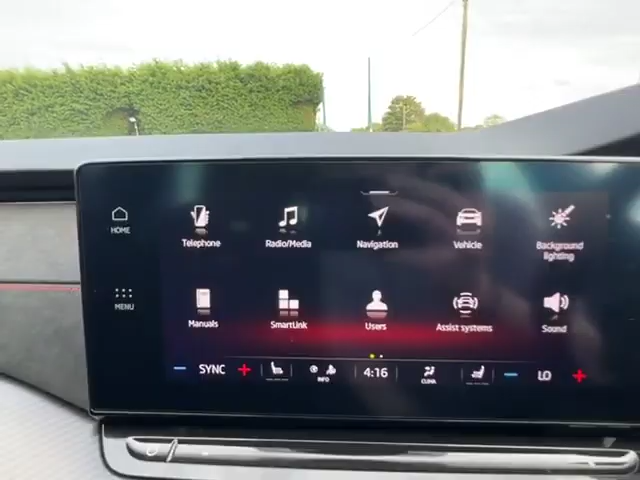 HOME
Telephone
Radio/Media
Navigation
Vehicle
Background
lighting
MENU
Manuals
SmartLink
Users
Assist systems
Sound
SYNC
INFO
4:16
CLIMA
LO